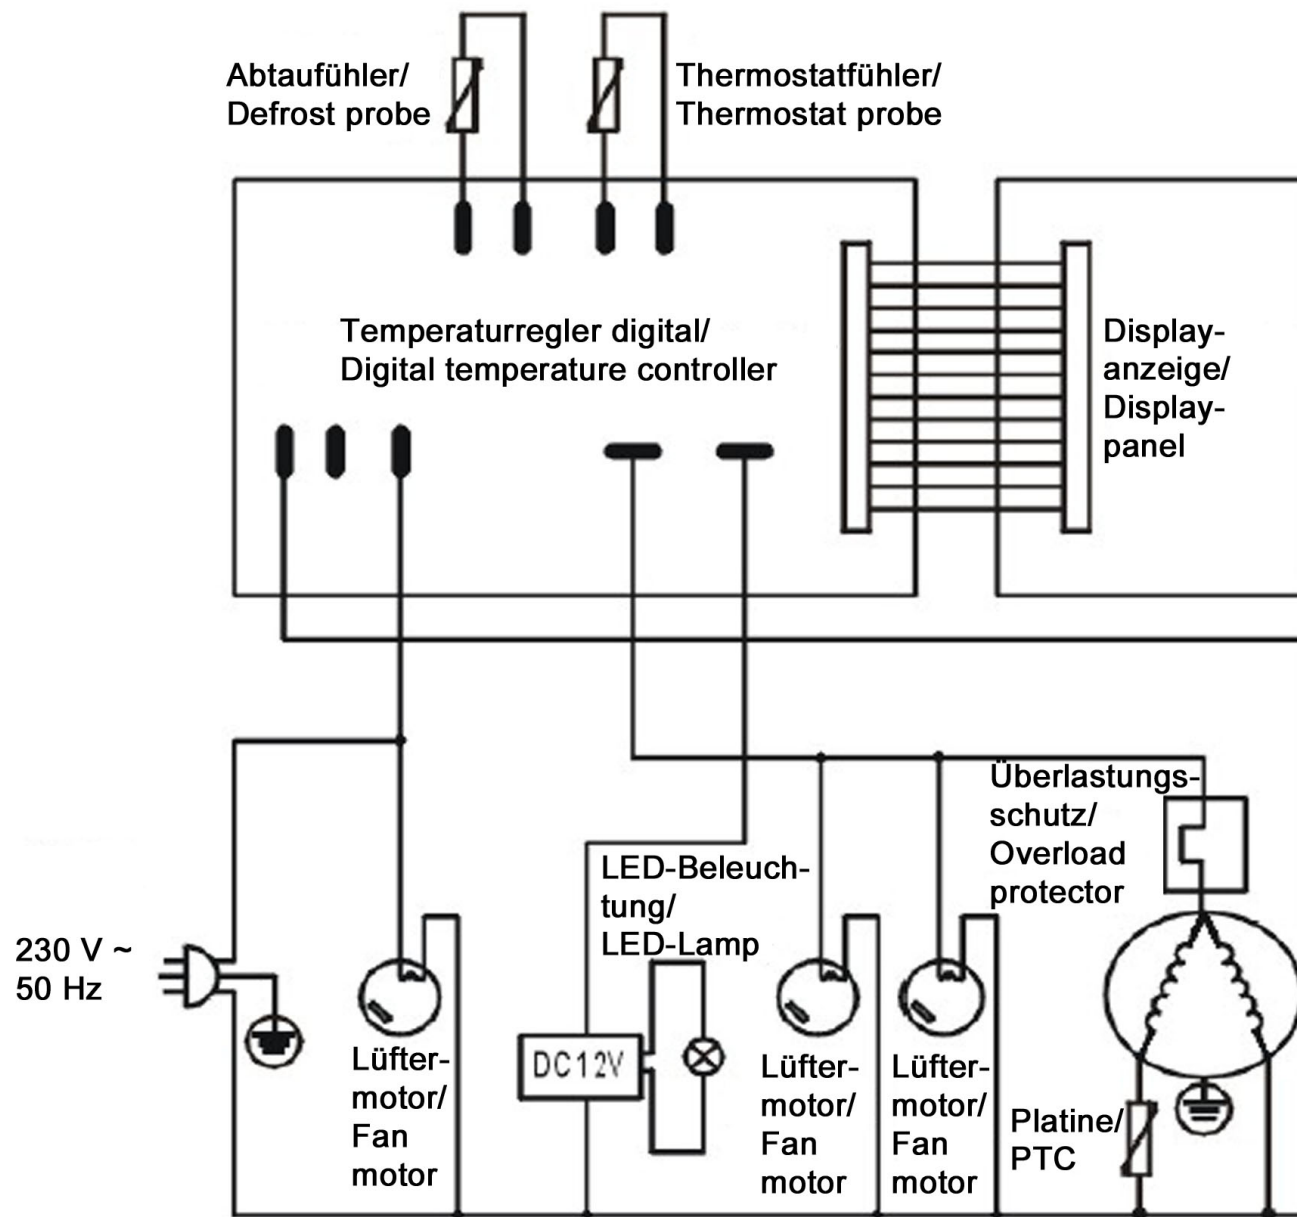 Abtaufühler/
Defrost probe
Thermostatfühler/
Thermostat probe
Temperaturregler digital/
Digital temperature controller
Display-
anzeige/
Display-
panel
Überlastungs-
schutz/
Overload
protector
LED-Beleuch-
tung/
LED-Lamp
230 V ~
50 Hz
DC12V
Lüfter-
motor/
Fan
motor
Lüfter-
motor/
Fan
motor
Lüfter-
motor/
Fan
motor
Platine/
PTC